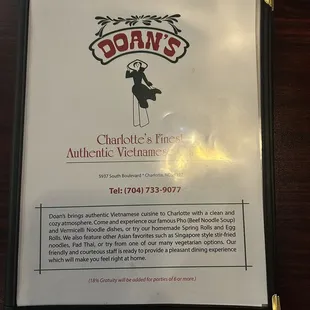 DOAN'S
Charlotte's Finest
Authentic Vietnamese
5937 South Boulevard * Charlotte,
Tel: (704) 733-9077
Doan's brings authentic Vietnamese cuisine to Charlotte with a clean and
cozy atmosphere. Come and experience our famous Pho (Beef Noodle Soup)
and Vermicelli Noodle dishes, or try our homemade Spring Rolls and Egg
Rolls. We also feature other Asian favorites such as Singapore style stir-fried
noodles, Pad Thai, or try from one of our many vegetarian options. Our
friendly and courteous staff is ready to provide a pleasant dining experience
which will make you feel right at home.
(18% Gratuity will be added for parties of 6 or more.)